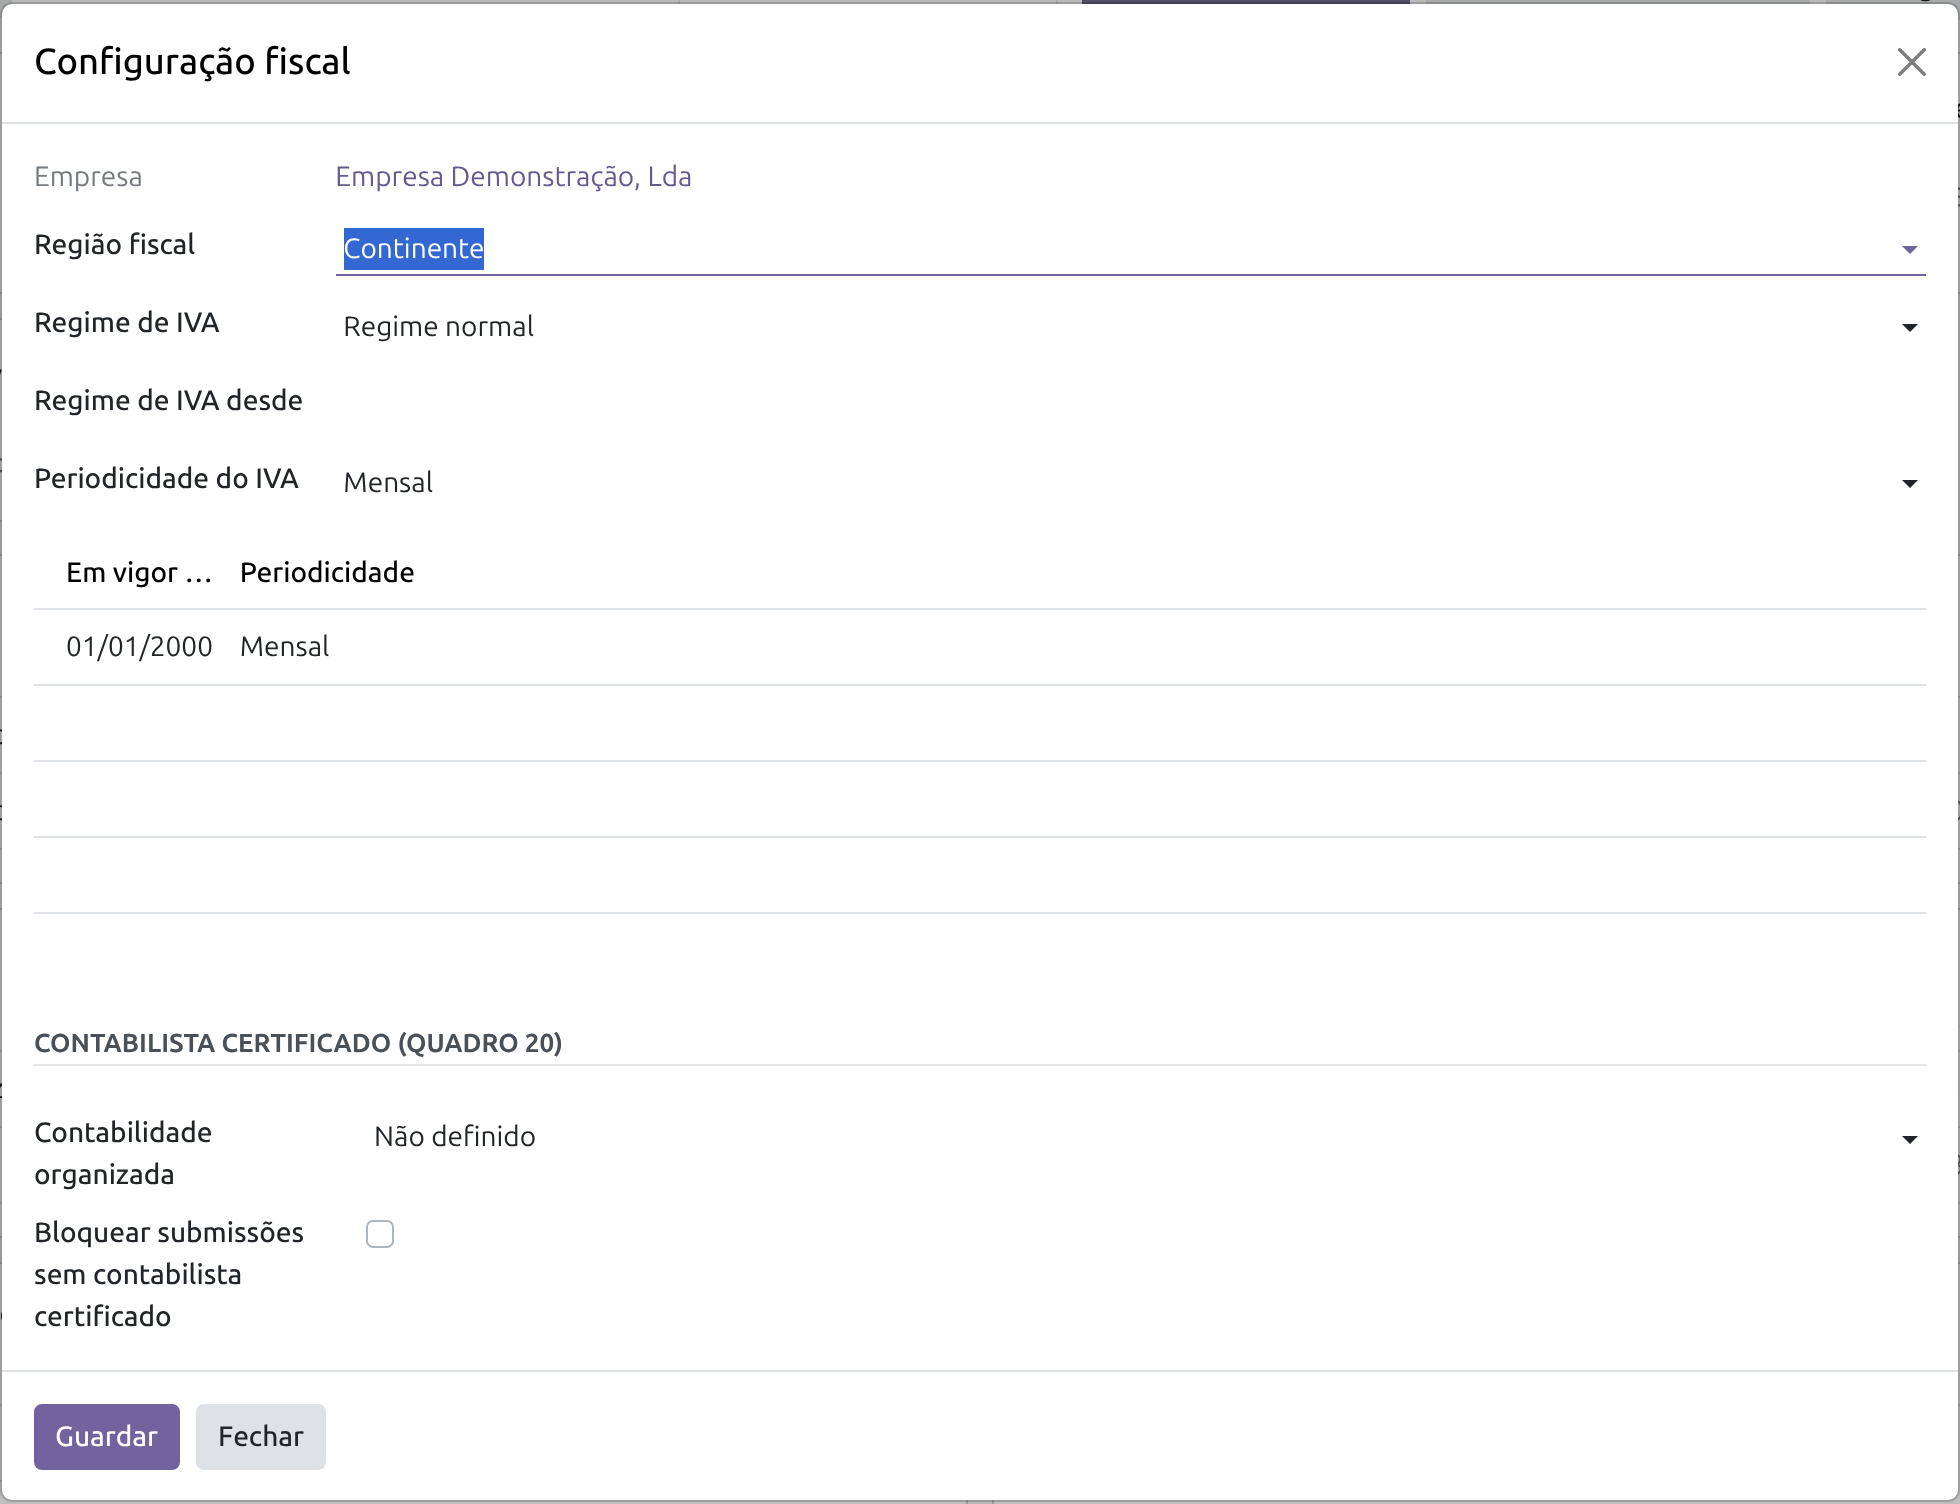 Configuração fiscal
Empresa Empresa Demonstração, Lda
Região fiscal Continente
Regime de IVA Regime normal
Regime de IVA desde
Periodicidade do IVA Mensal
Em vigor ... Periodicidade
01/01/2000 Mensal
CONTABILISTA CERTIFICADO (QUADRO 20)
Contabilidade organizada Não definido
Bloquear submissões
sem contabilista
certificado
Guardar Fechar